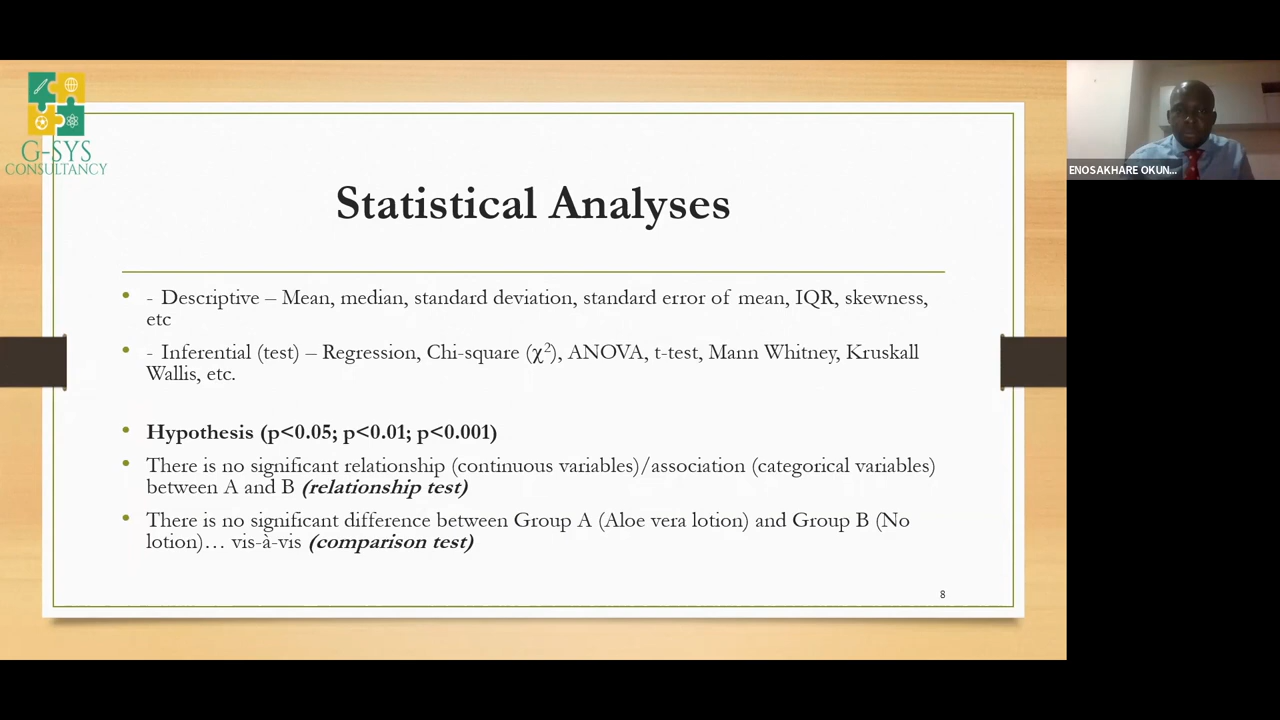 G-SYS
CONSULTANCY
ENOSAKHARE OKUN...
Statistical Analyses
- Descriptive – Mean, median, standard deviation, standard error of mean, IQR, skewness,
etc
- Inferential (test) – Regression, Chi-square (χ²), ANOVA, t-test, Mann Whitney, Kruskall
Wallis, etc.
Hypothesis (p<0.05; p<0.01; p<0.001)
There is no significant relationship (continuous variables)/association (categorical variables)
between A and B (relationship test)
There is no significant difference between Group A (Aloe vera lotion) and Group B (No
lotion)… vis-à-vis (comparison test)
8